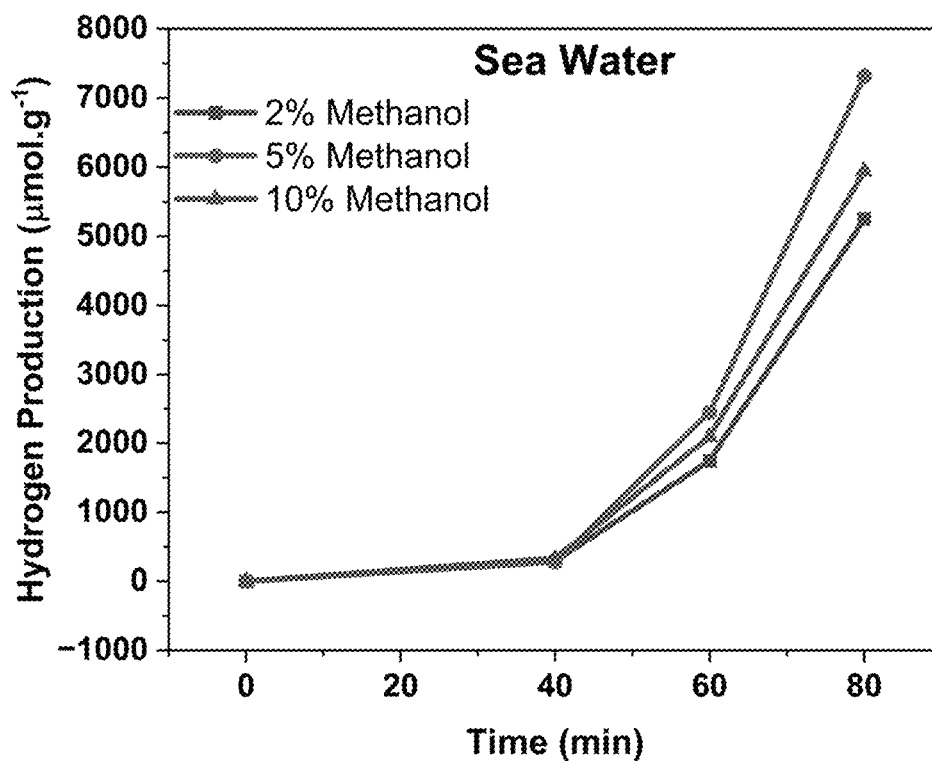 Sea Water
2% Methanol
5% Methanol
10% Methanol
Hydrogen Production (μmol.g⁻¹)
8000
7000
6000
5000
4000
3000
2000
1000
0
−1000
0 20 40 60 80
Time (min)